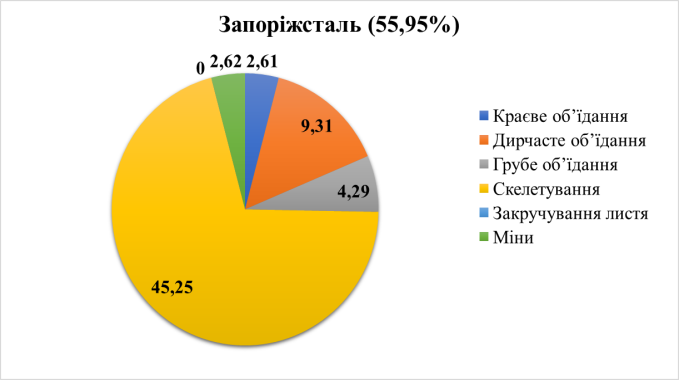 Запоріжсталь (55,95%)
0
2,62
2,61
9,31
4,29
45,25
Краєве об’їдання
Дирчасте об’їдання
Грубе об’їдання
Скелетування
Закручування листя
Міни